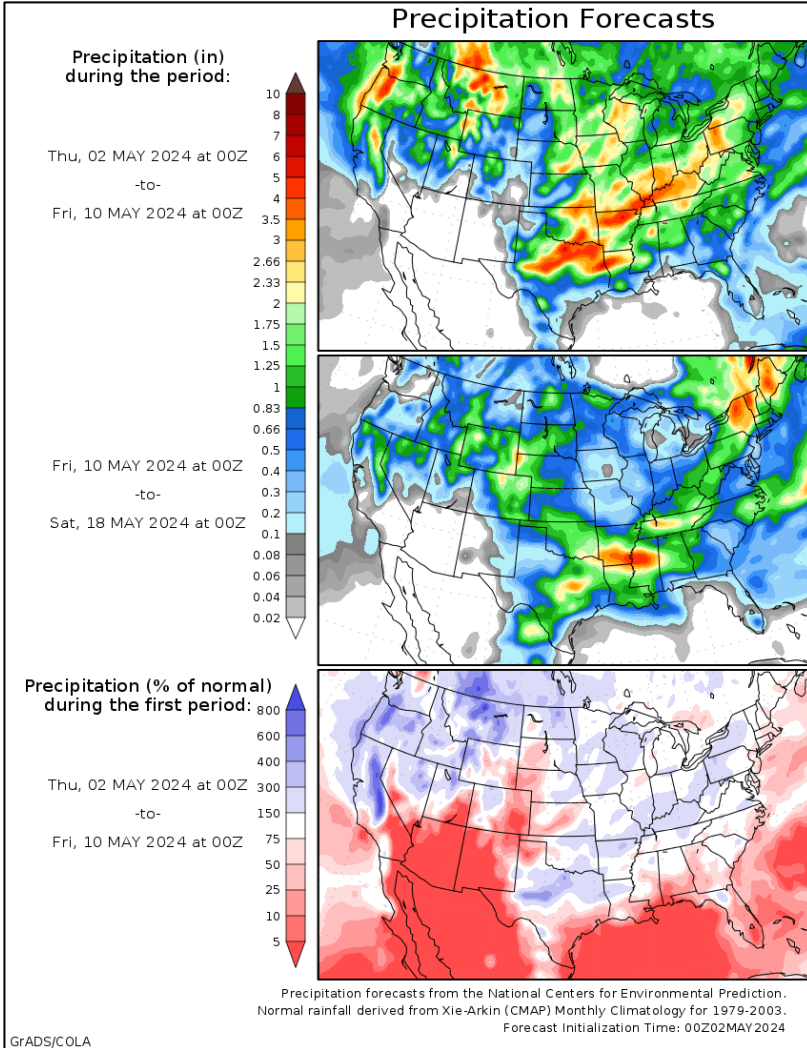 Precipitation Forecasts
Precipitation (in)
during the period:
Thu, 02 MAY 2024 at 00Z
-to-
Fri, 10 MAY 2024 at 00Z
Fri, 10 MAY 2024 at 00Z
-to-
Sat, 18 MAY 2024 at 00Z
10
8
7
6
5
4
3.5
3
2.66
2.33
2
1.75
1.5
1.25
1
0.83
0.66
0.5
0.4
0.3
0.2
0.1
0.08
0.06
0.04
0.02
Precipitation (% of normal)
during the first period:
Thu, 02 MAY 2024 at 00Z
-to-
Fri, 10 MAY 2024 at 00Z
800
600
400
300
150
75
50
25
10
5
Precipitation forecasts from the National Centers for Environmental Prediction.
Normal rainfall derived from Xie-Arkin (CMAP) Monthly Climatology for 1979-2003.
Forecast Initialization Time: 00Z02MAY2024
GrADS/COLA